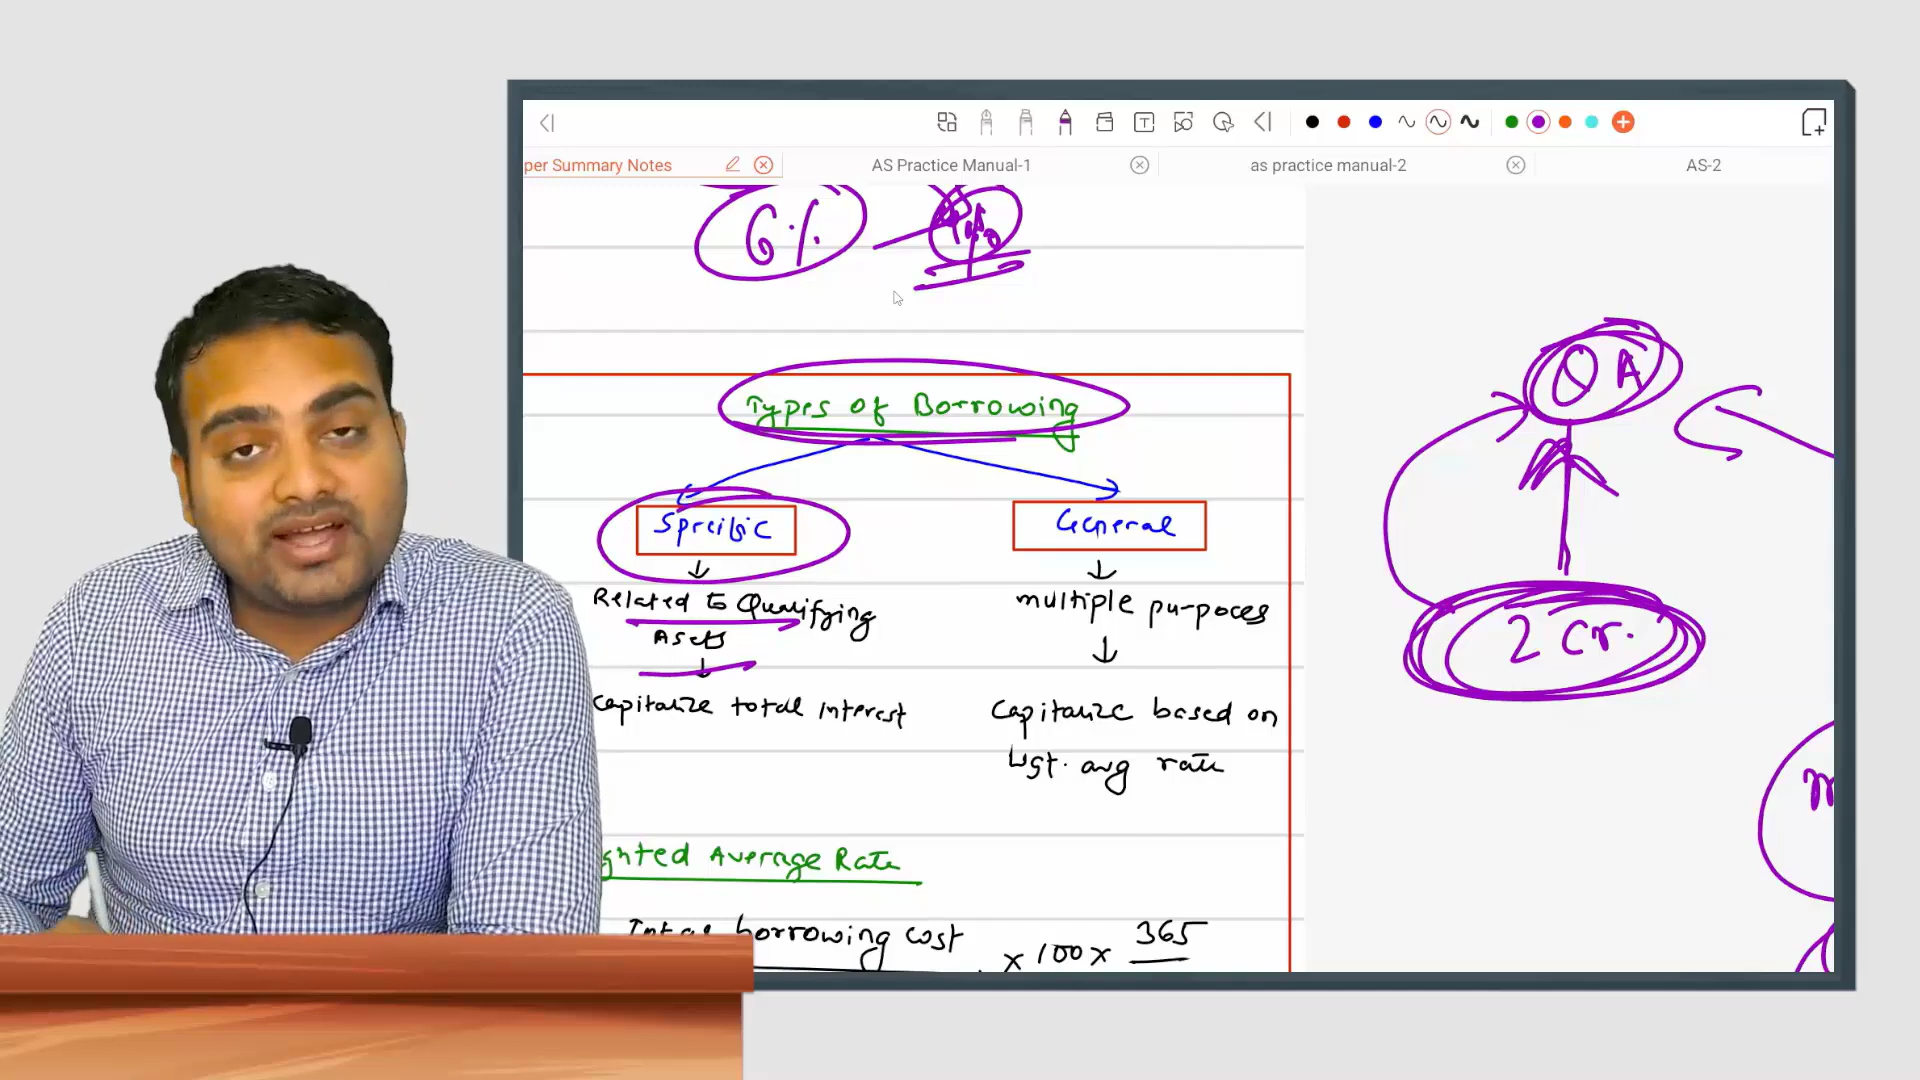 per Summary Notes
AS Practice Manual-1
as practice manual-2
AS-2
6%
Types of Borrowing
Specific
General
Related to Qualifying
Assets
multiple purposes
Capitalize total interest
Capitalize based on
wgt. avg rate
ghted Average Rate
Total borrowing cost
x 100 x 365
A
2 Cr.